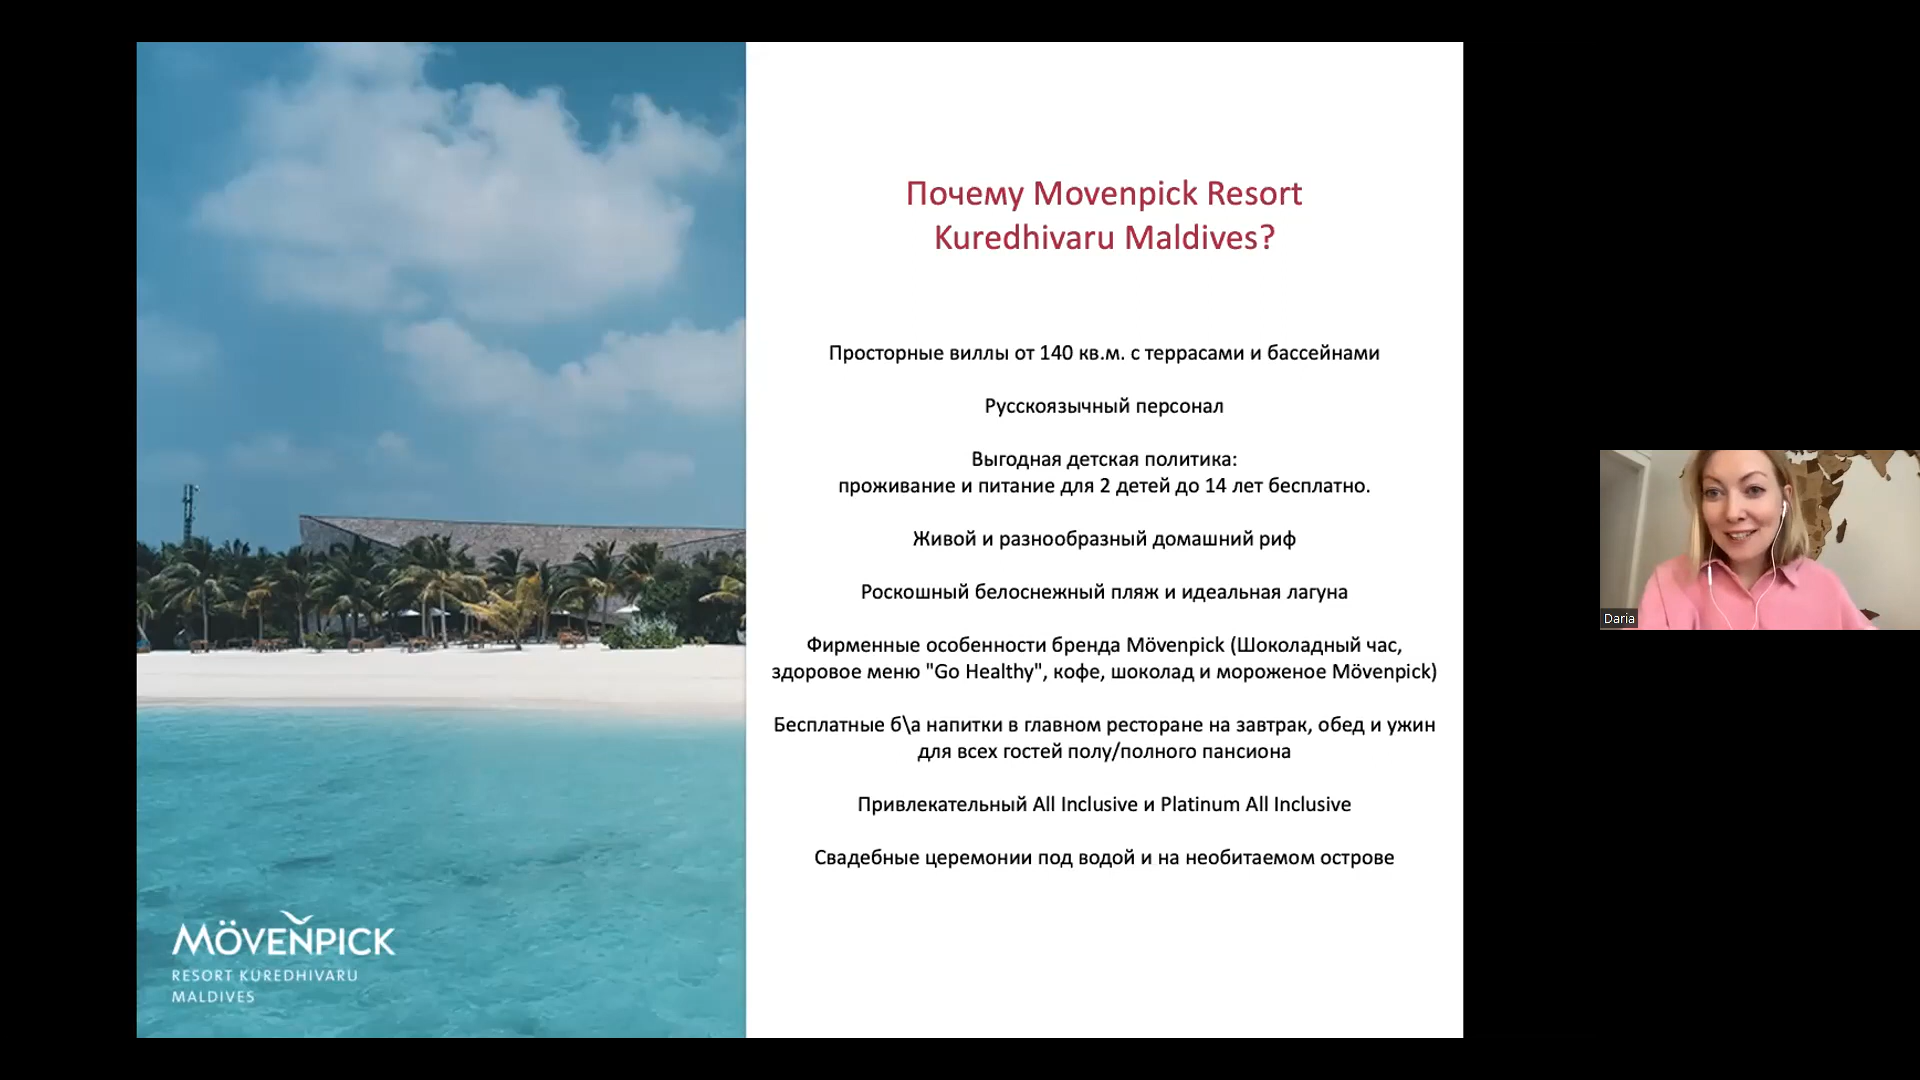 Почему Movenpick Resort
Kuredhivaru Maldives?
Просторные виллы от 140 кв.м. с террасами и бассейнами
Русскоязычный персонал
Выгодная детская политика:
проживание и питание для 2 детей до 14 лет бесплатно.
Живой и разнообразный домашний риф
Роскошный белоснежный пляж и идеальная лагуна
Фирменные особенности бренда Mövenpick (Шоколадный час,
здоровое меню "Go Healthy", кофе, шоколад и мороженое Mövenpick)
Бесплатные б\а напитки в главном ресторане на завтрак, обед и ужин
для всех гостей полу/полного пансиона
Привлекательный All Inclusive и Platinum All Inclusive
Свадебные церемонии под водой и на необитаемом острове
MÖVENPICK
RESORT KUREDHIVARU
MALDIVES
Daria